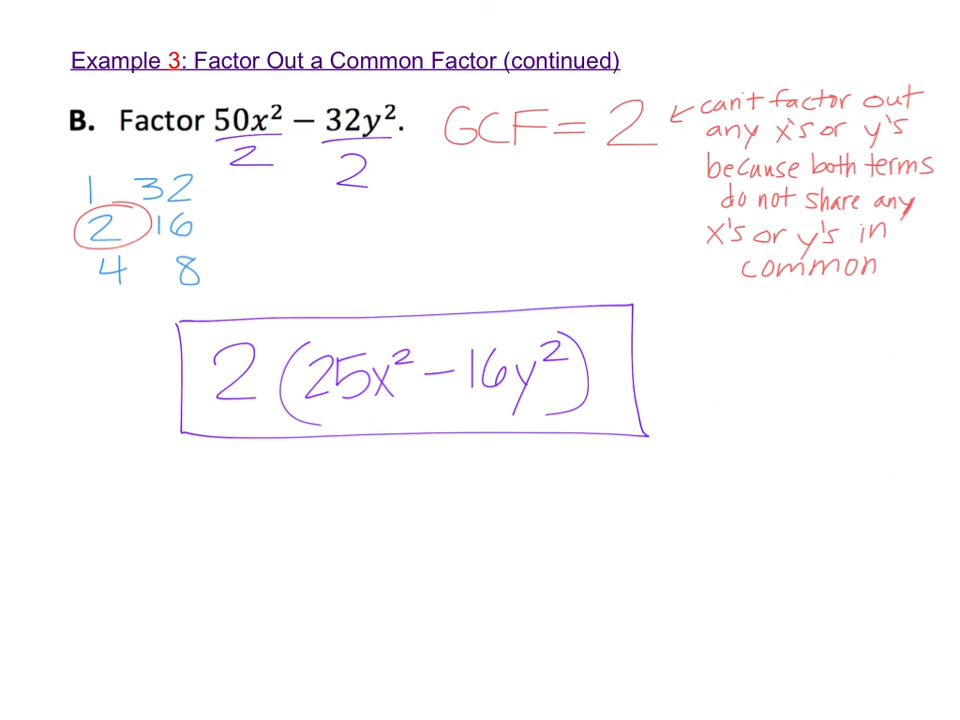 Example 3: Factor Out a Common Factor (continued)
B. Factor 50x² − 32y².
2 2
GCF = 2
can't factor out
any x's or y's
because both terms
do not share any
x's or y's in
common
1 32
2 16
4 8
2 (25x² − 16y²)